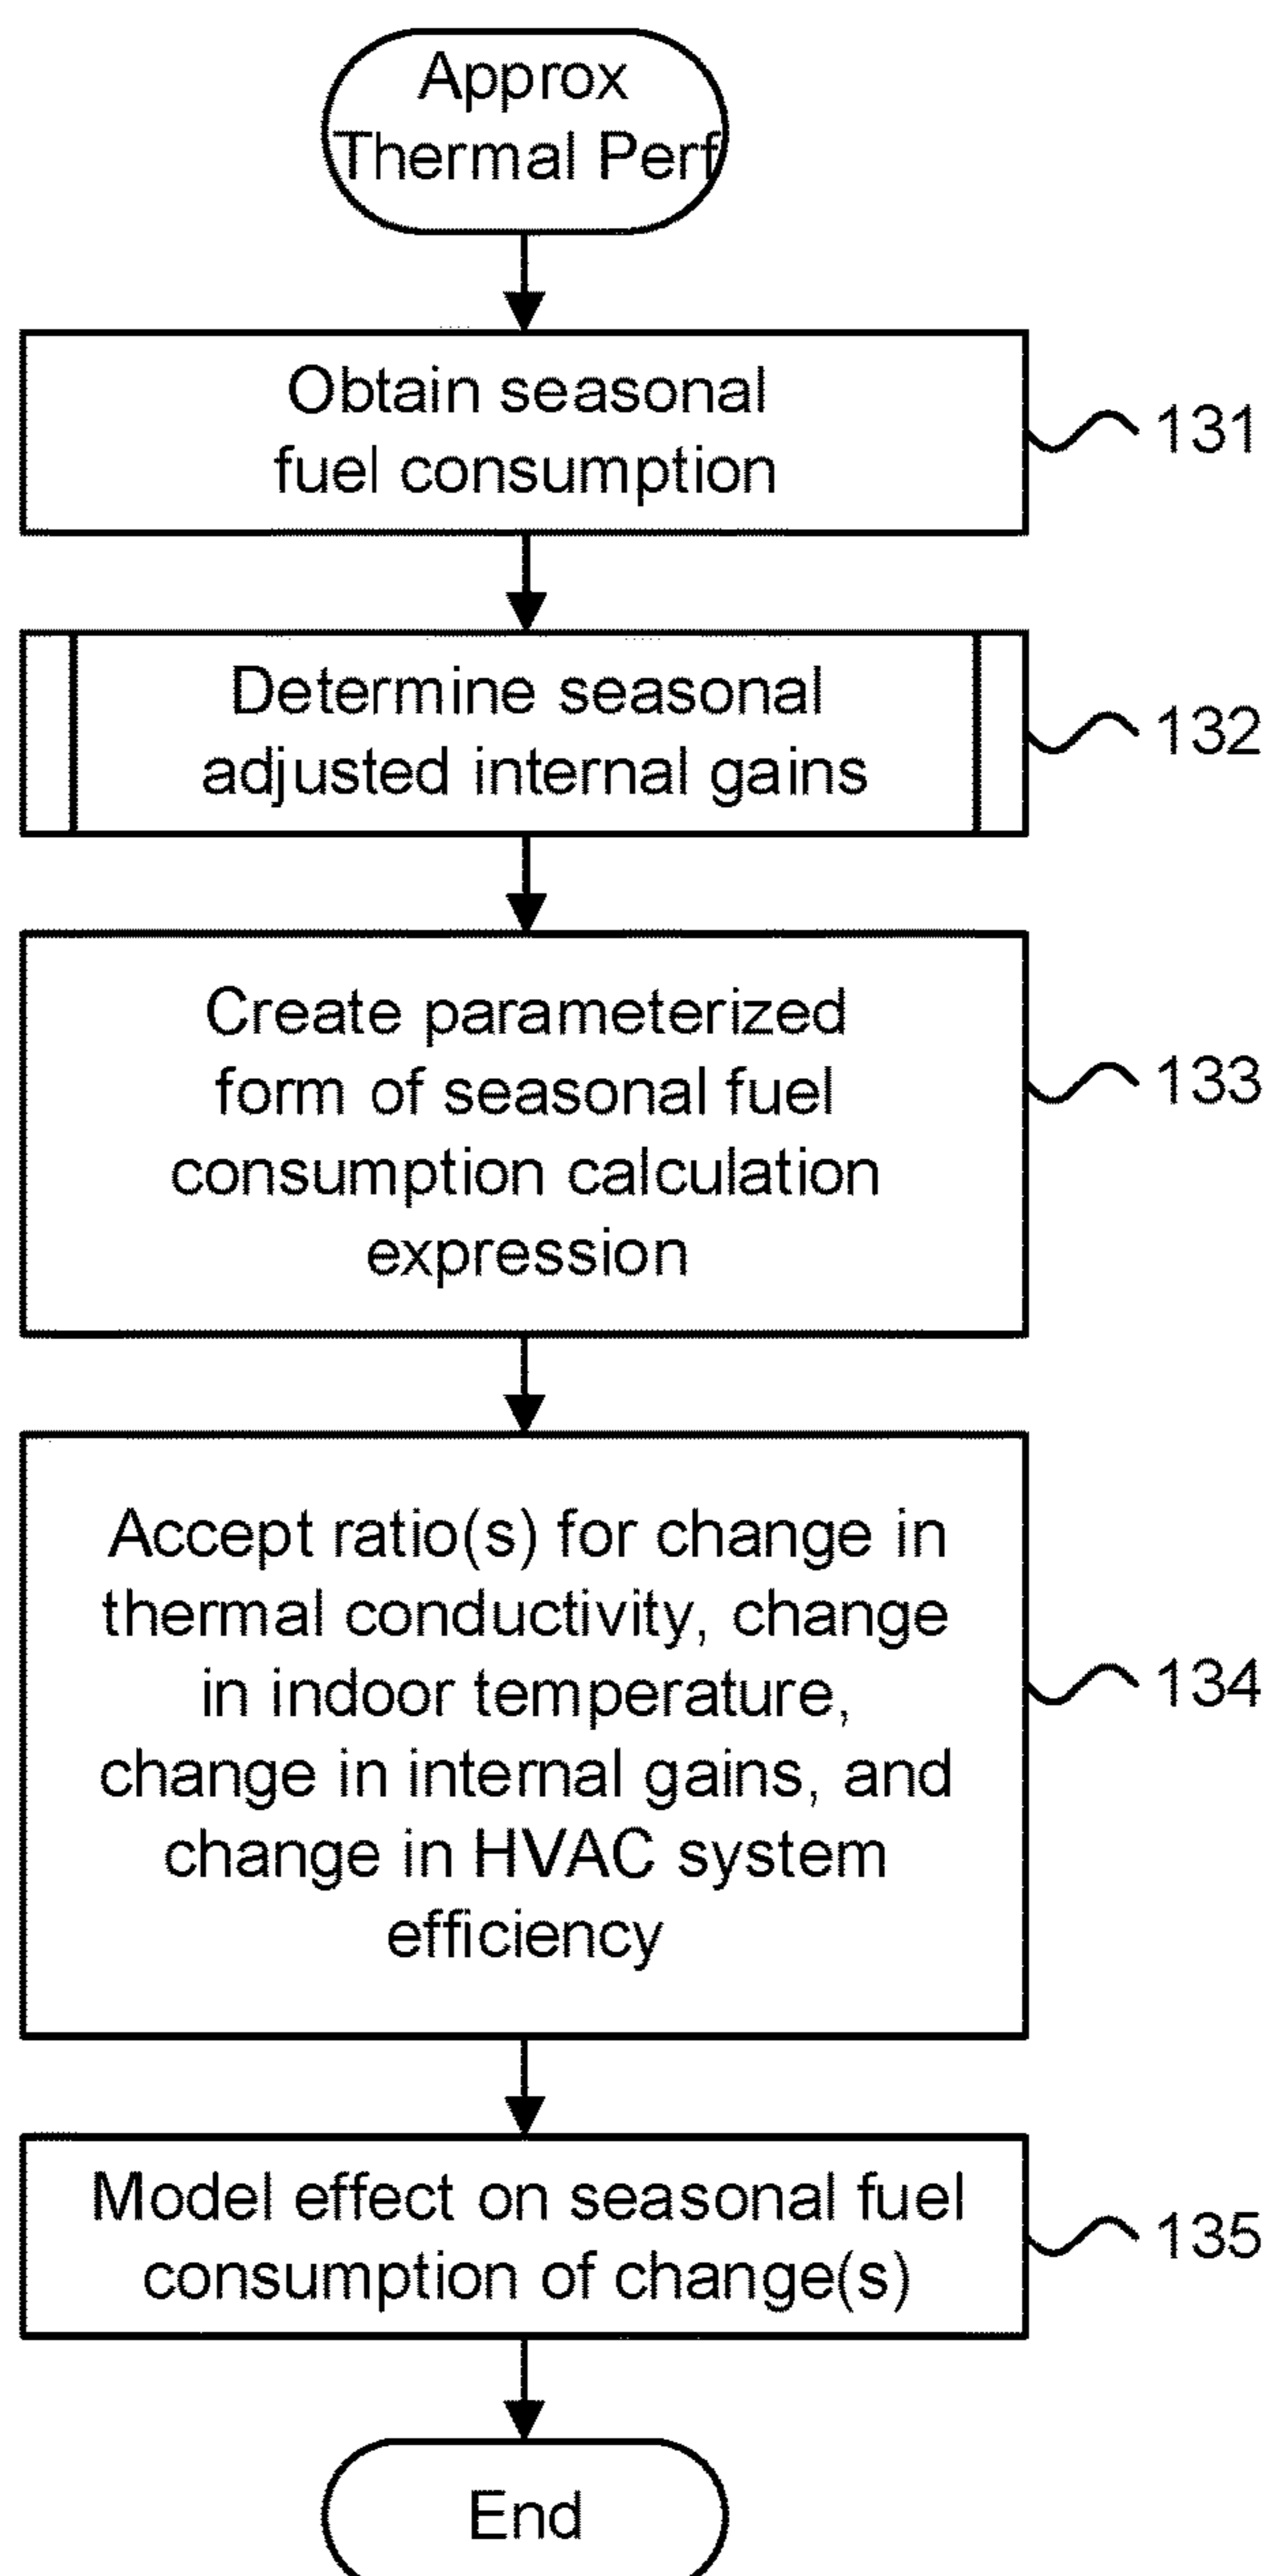 Approx
Thermal Perf
Obtain seasonal
fuel consumption
131
Determine seasonal
adjusted internal gains
132
Create parameterized
form of seasonal fuel
consumption calculation
expression
133
Accept ratio(s) for change in
thermal conductivity, change
in indoor temperature,
change in internal gains, and
change in HVAC system
efficiency
134
Model effect on seasonal fuel
consumption of change(s)
135
End